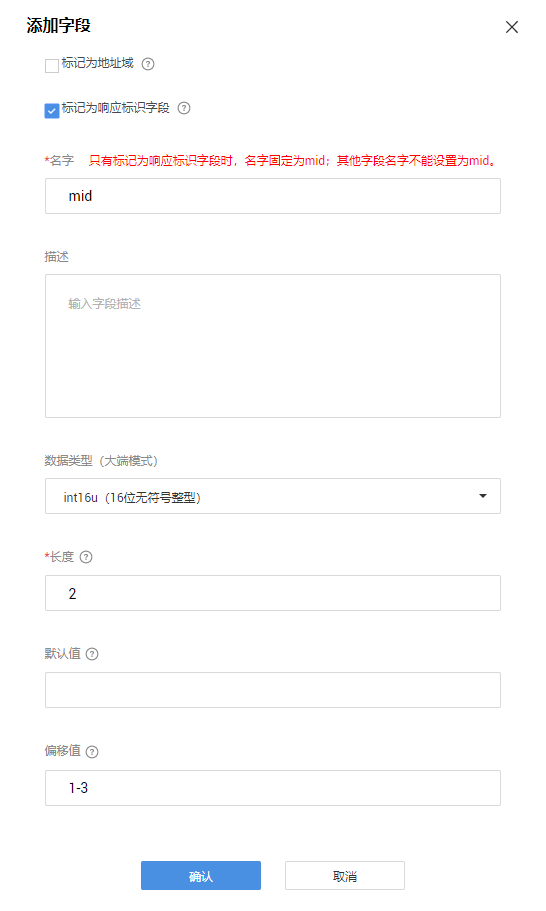 添加字段
标记为地址域 ?
标记为响应标识字段 ?
*名字 只有标记为响应标识字段时，名字固定为mid；其他字段名字不能设置为mid。
mid
描述
输入字段描述
数据类型（大端模式）
int16u（16位无符号整型）
*长度 ?
2
默认值 ?
偏移值 ?
1-3
确认 取消